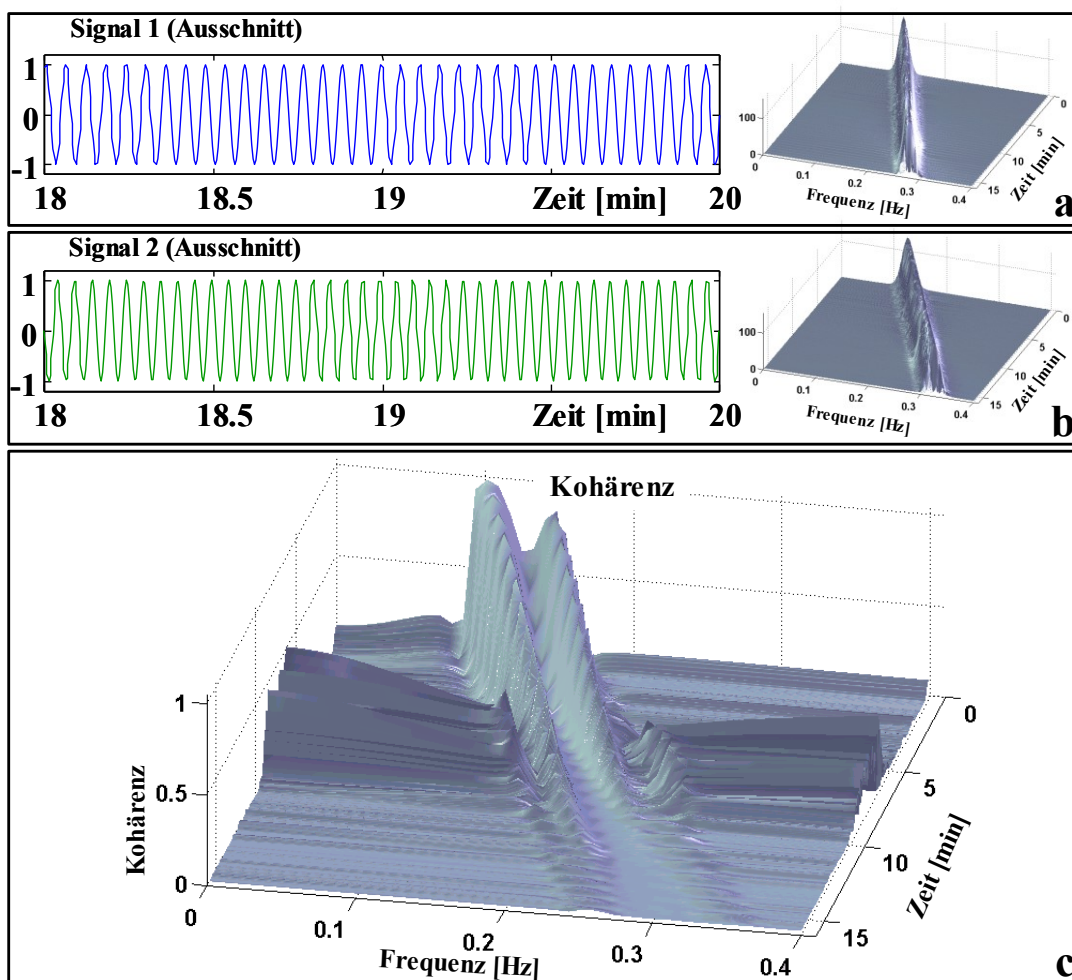 Signal 1 (Ausschnitt)
1
0
-1
18 18.5 19 Zeit [min] 20
100
0
0 0.1 0.2 0.3 0.4
Frequenz [Hz]
0
5
10
15
Zeit [min]
a
Signal 2 (Ausschnitt)
1
0
-1
18 18.5 19 Zeit [min] 20
100
0
0 0.1 0.2 0.3 0.4
Frequenz [Hz]
0
5
10
15
Zeit [min]
b
Kohärenz
1
0.5
0
Kohärenz
0 0.1 0.2 0.3 0.4
Frequenz [Hz]
0
5
10
15
Zeit [min]
c